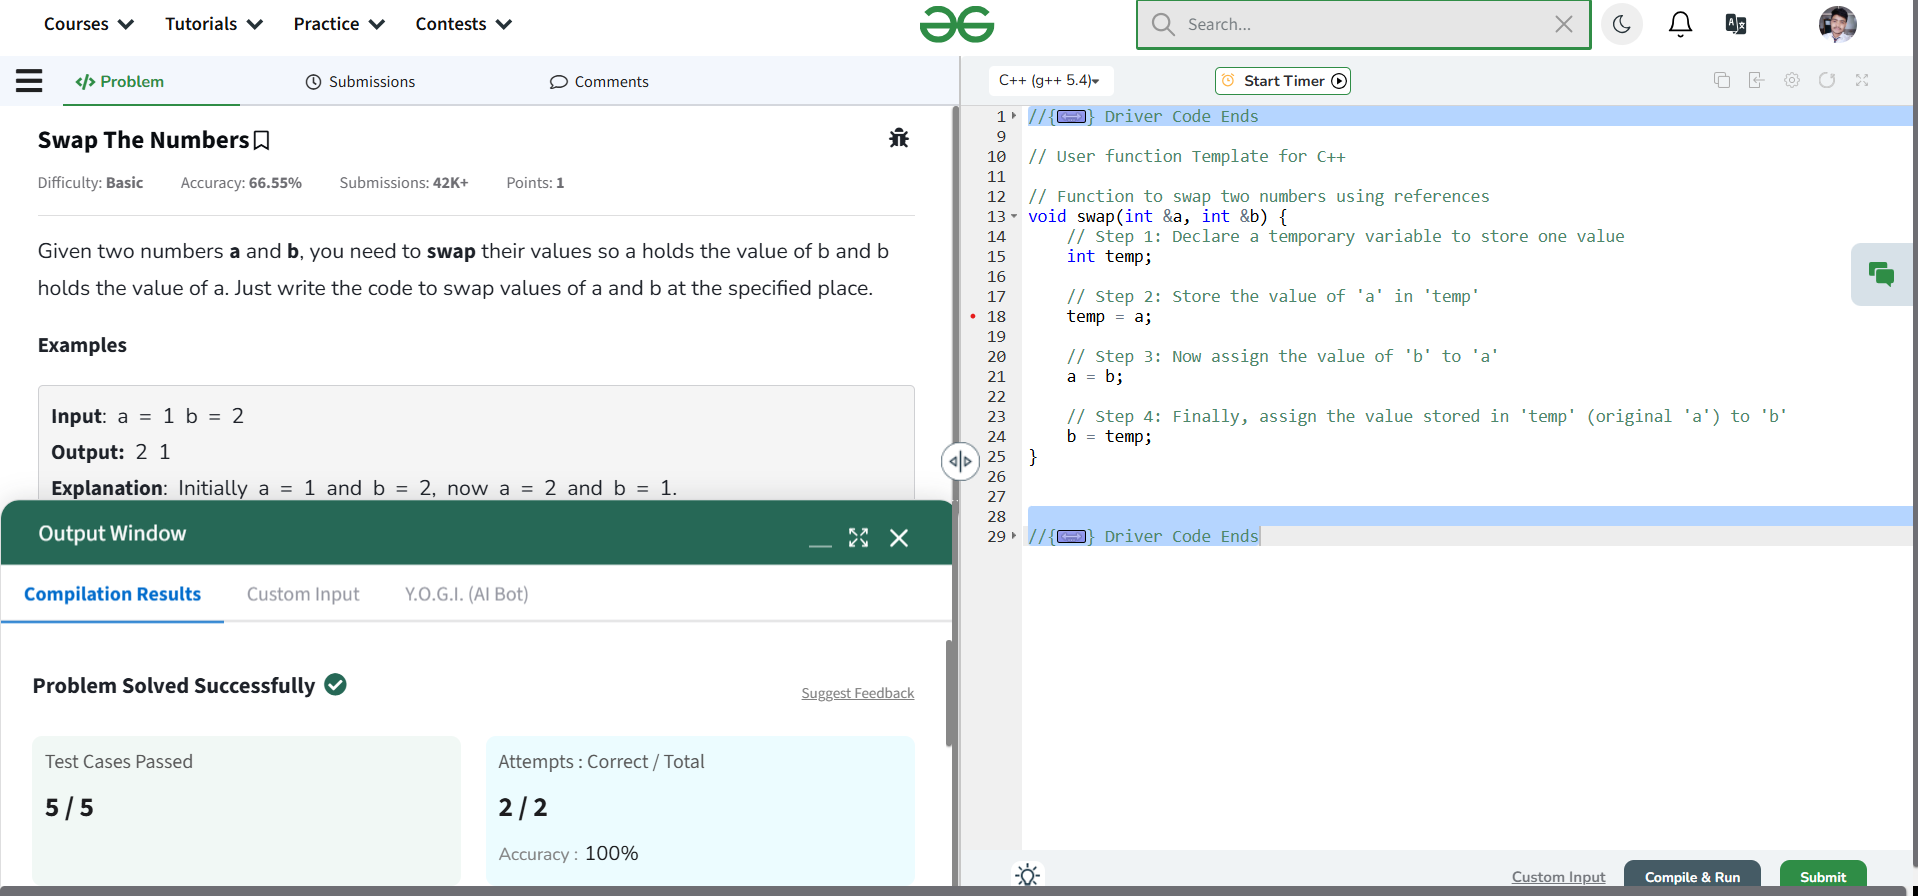 Courses Tutorials Practice Contests
Search...
Problem Submissions Comments
C++ (g++ 5.4) Start Timer
Swap The Numbers
Difficulty: Basic Accuracy: 66.55% Submissions: 42K+ Points: 1
Given two numbers a and b, you need to swap their values so a holds the value of b and b
holds the value of a. Just write the code to swap values of a and b at the specified place.
Examples
Input: a = 1 b = 2
Output: 2 1
Explanation: Initially a = 1 and b = 2, now a = 2 and b = 1.
Output Window
Compilation Results Custom Input Y.O.G.I. (AI Bot)
Problem Solved Successfully
Suggest Feedback
Test Cases Passed
5 / 5
Attempts : Correct / Total
2 / 2
Accuracy : 100%
1 //{ } Driver Code Ends
9
10 // User function Template for C++
11
12 // Function to swap two numbers using references
13 void swap(int &a, int &b) {
14 // Step 1: Declare a temporary variable to store one value
15 int temp;
16
17 // Step 2: Store the value of 'a' in 'temp'
18 temp = a;
19
20 // Step 3: Now assign the value of 'b' to 'a'
21 a = b;
22
23 // Step 4: Finally, assign the value stored in 'temp' (original 'a') to 'b'
24 b = temp;
25 }
26
27
28
29 //{ } Driver Code Ends
Custom Input Compile & Run Submit